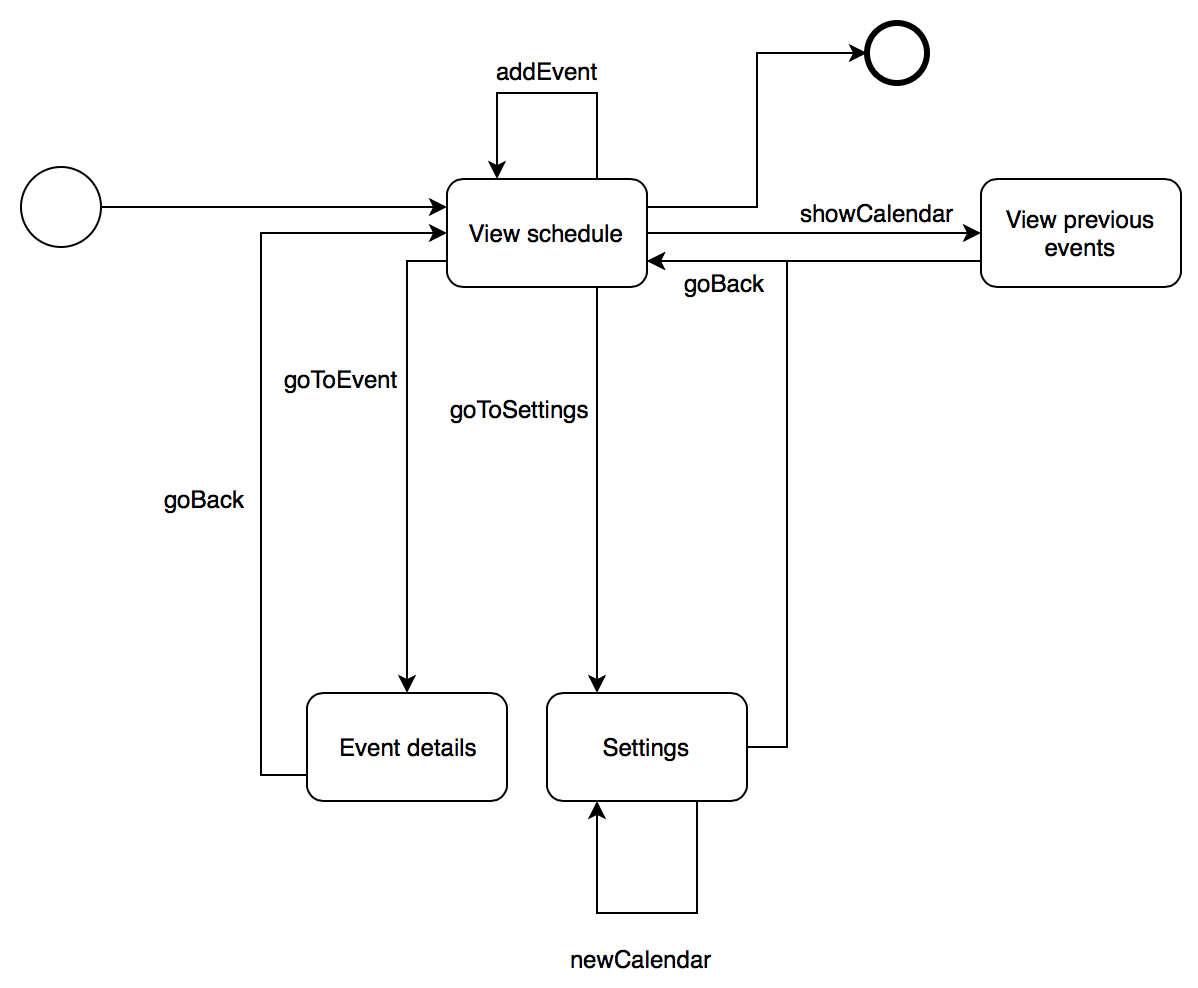 addEvent
showCalendar
View schedule
View previous
events
goBack
goToEvent
goToSettings
goBack
Event details
Settings
newCalendar